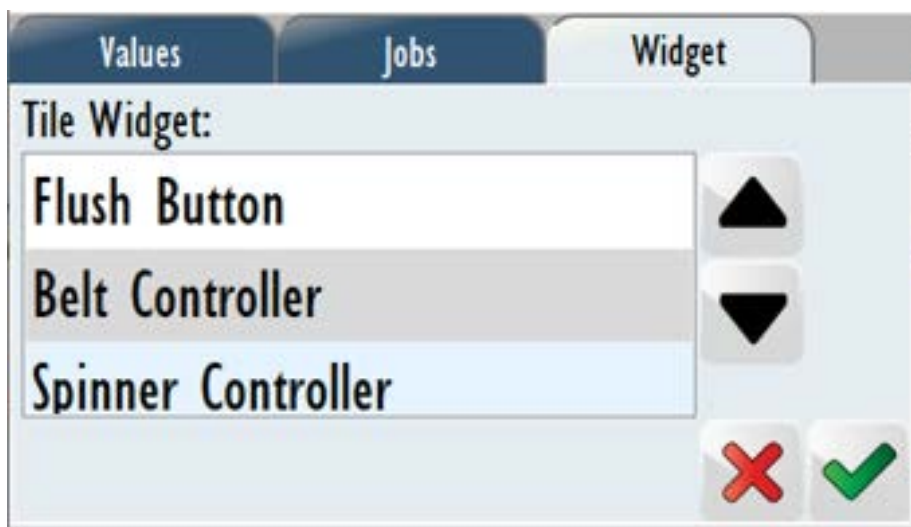 Values
Jobs
Widget
Tile Widget:
Flush Button
Belt Controller
Spinner Controller